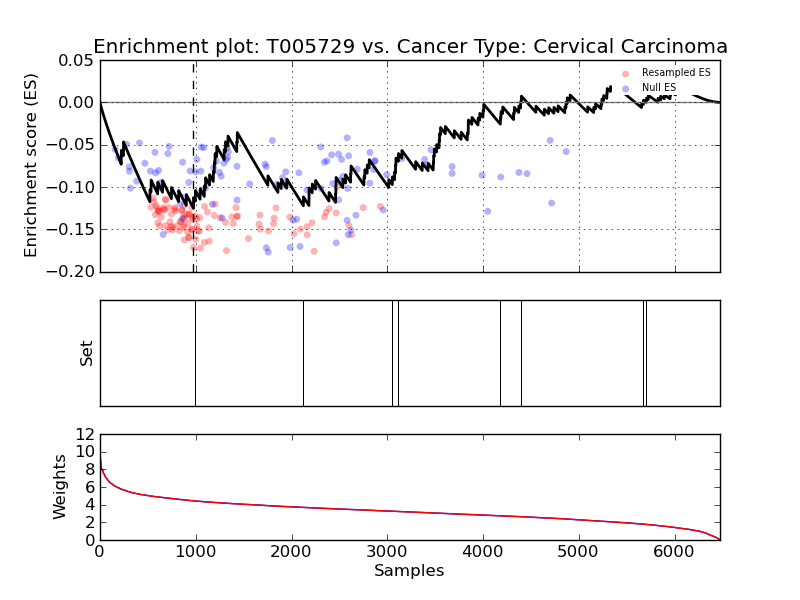 Enrichment plot: T005729 vs. Cancer Type: Cervical Carcinoma
Enrichment score (ES)
0.05
0.00
−0.05
−0.10
−0.15
−0.20
Resampled ES
Null ES
Set
Weights
12
10
8
6
4
2
0
0 1000 2000 3000 4000 5000 6000
Samples